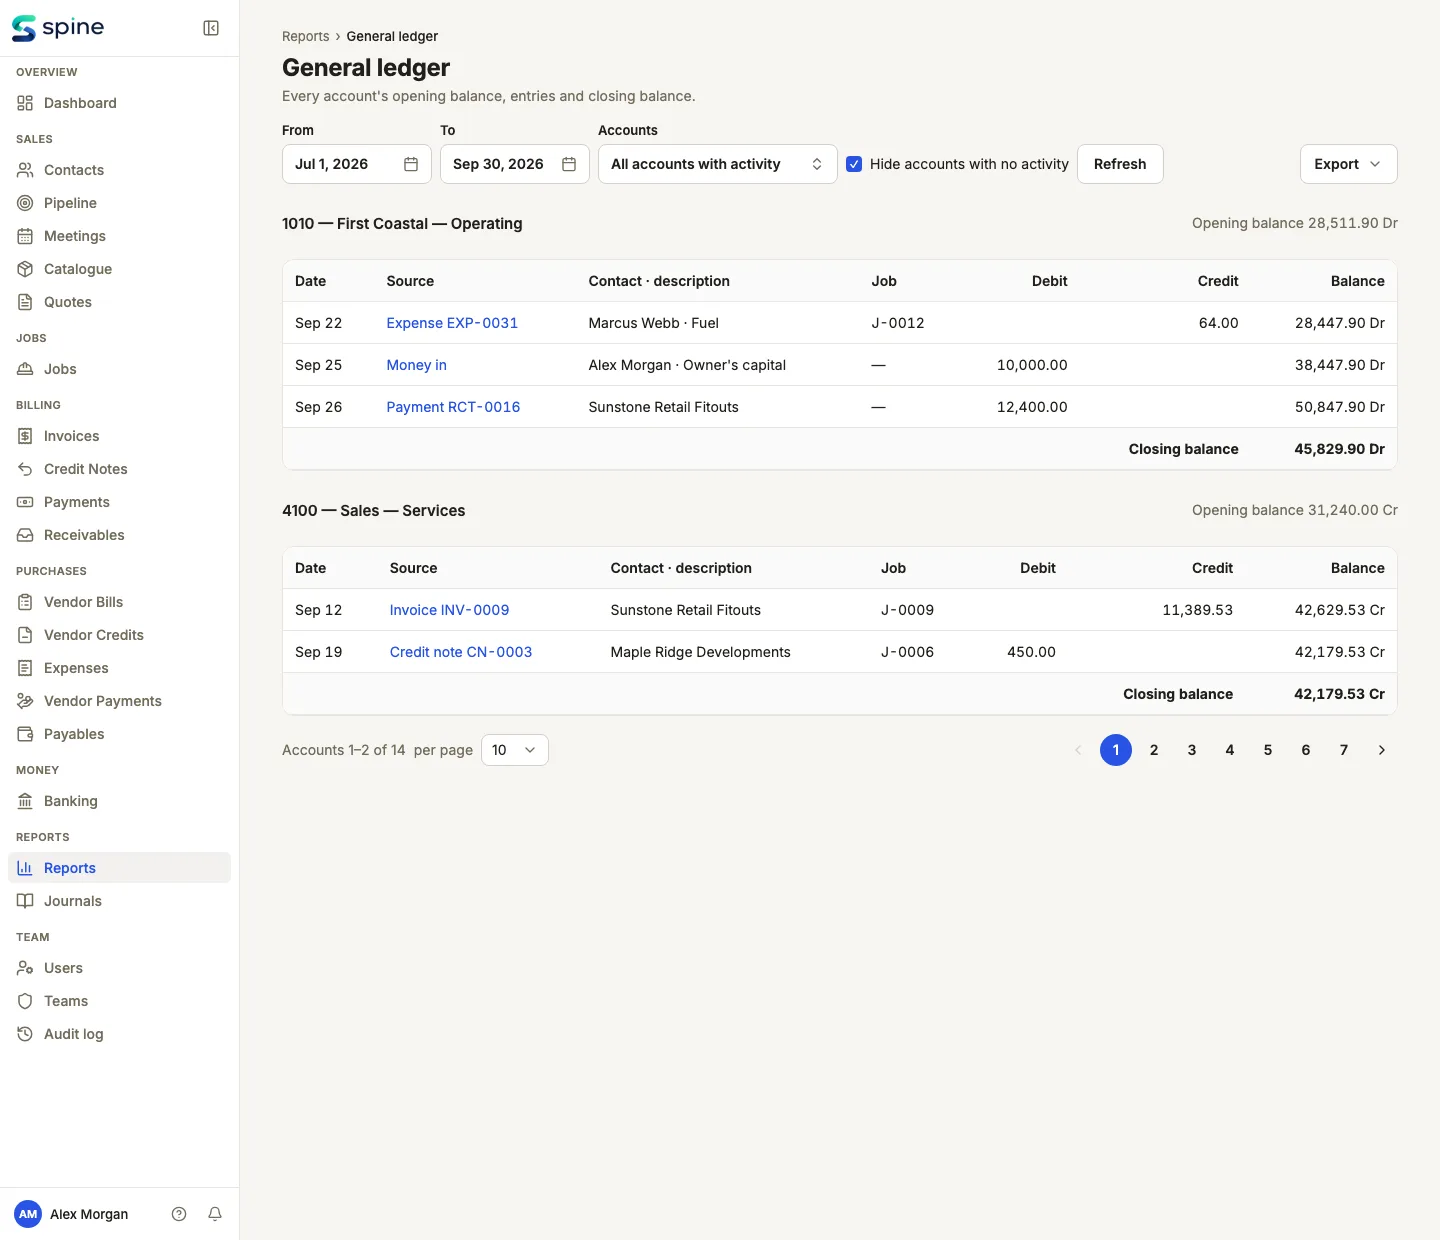 spine
OVERVIEW
Dashboard
SALES
Contacts
Pipeline
Meetings
Catalogue
Quotes
JOBS
Jobs
BILLING
Invoices
Credit Notes
Payments
Receivables
PURCHASES
Vendor Bills
Vendor Credits
Expenses
Vendor Payments
Payables
MONEY
Banking
REPORTS
Reports
Journals
TEAM
Users
Teams
Audit log
AM Alex Morgan
Reports › General ledger
General ledger
Every account's opening balance, entries and closing balance.
From To Accounts
Jul 1, 2026 Sep 30, 2026 All accounts with activity Hide accounts with no activity Refresh Export
1010 — First Coastal — Operating Opening balance 28,511.90 Dr
Date Source Contact · description Job Debit Credit Balance
Sep 22 Expense EXP-0031 Marcus Webb · Fuel J-0012 64.00 28,447.90 Dr
Sep 25 Money in Alex Morgan · Owner's capital — 10,000.00 38,447.90 Dr
Sep 26 Payment RCT-0016 Sunstone Retail Fitouts — 12,400.00 50,847.90 Dr
Closing balance 45,829.90 Dr
4100 — Sales — Services Opening balance 31,240.00 Cr
Date Source Contact · description Job Debit Credit Balance
Sep 12 Invoice INV-0009 Sunstone Retail Fitouts J-0009 11,389.53 42,629.53 Cr
Sep 19 Credit note CN-0003 Maple Ridge Developments J-0006 450.00 42,179.53 Cr
Closing balance 42,179.53 Cr
Accounts 1–2 of 14 per page 10 1 2 3 4 5 6 7